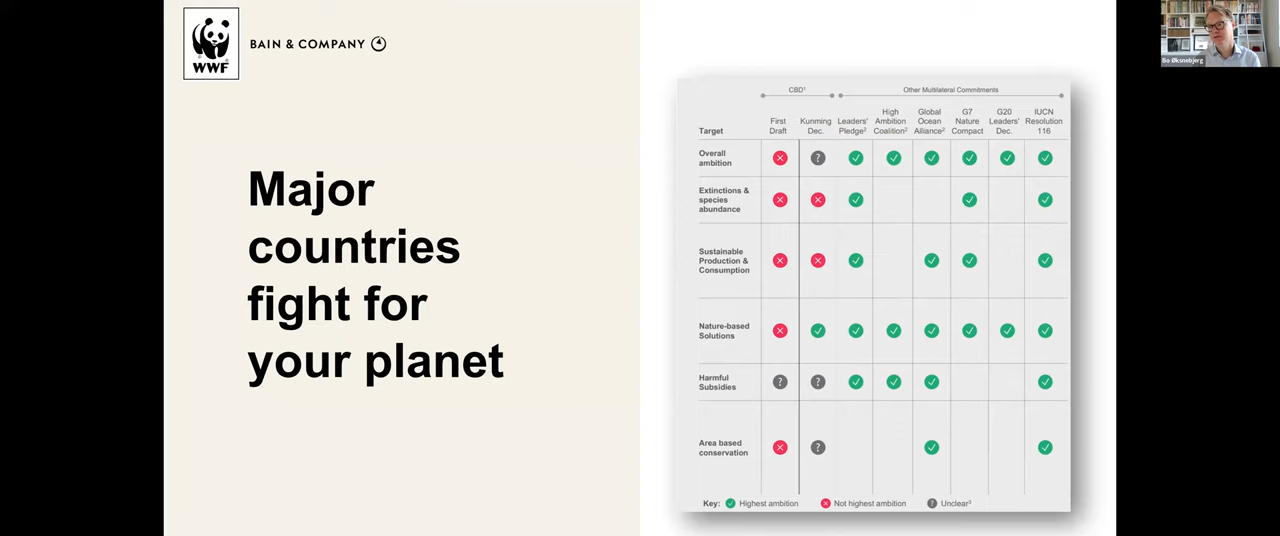 WWF
BAIN & COMPANY
Bo Øksnebjerg
Major
countries
fight for
your planet
CBD¹
Other Multilateral Commitments
Target
First
Draft
Kunming
Dec.
Leaders'
Pledge²
High
Ambition
Coalition²
Global
Ocean
Alliance²
G7
Nature
Compact
G20
Leaders'
Dec.
IUCN
Resolution
116
Overall
ambition
Extinctions &
species
abundance
Sustainable
Production &
Consumption
Nature-based
Solutions
Harmful
Subsidies
Area based
conservation
Key: Highest ambition Not highest ambition Unclear³